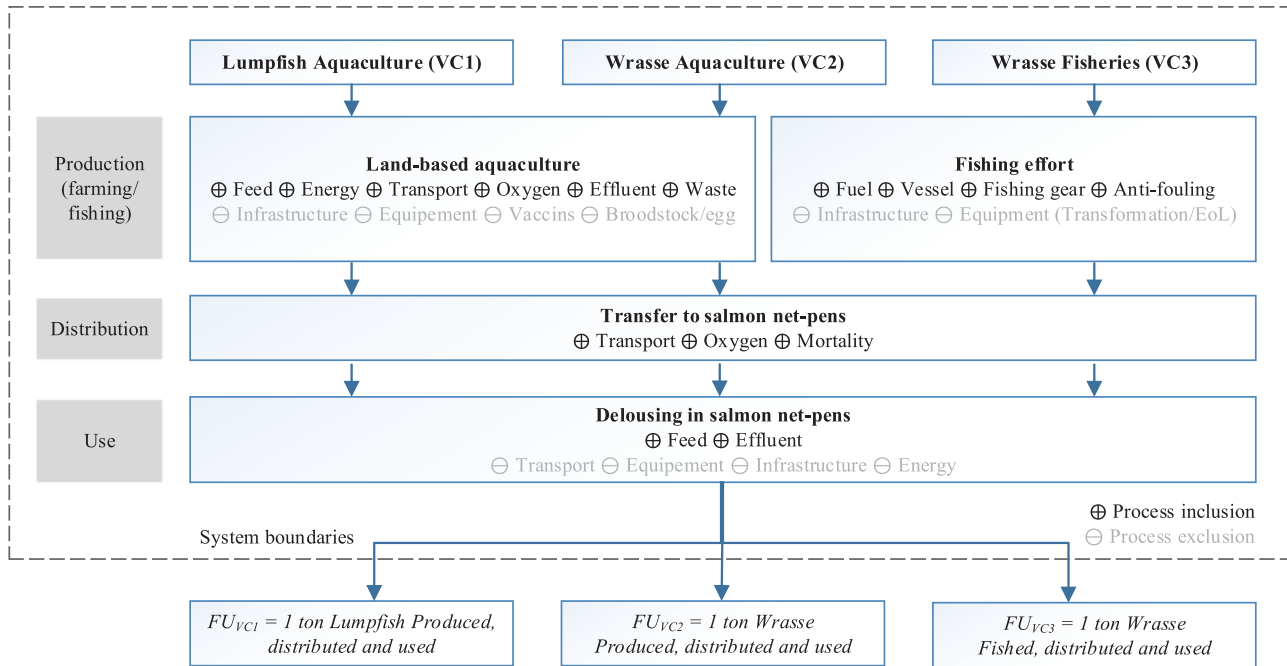 Lumpfish Aquaculture (VC1)
Wrasse Aquaculture (VC2)
Wrasse Fisheries (VC3)
Production
(farming/
fishing)
Land-based aquaculture
⊕ Feed ⊕ Energy ⊕ Transport ⊕ Oxygen ⊕ Effluent ⊕ Waste
⊖ Infrastructure ⊖ Equipement ⊖ Vaccins ⊖ Broodstock/egg
Fishing effort
⊕ Fuel ⊕ Vessel ⊕ Fishing gear ⊕ Anti-fouling
⊖ Infrastructure ⊖ Equipment (Transformation/EoL)
Distribution
Transfer to salmon net-pens
⊕ Transport ⊕ Oxygen ⊕ Mortality
Use
Delousing in salmon net-pens
⊕ Feed ⊕ Effluent
⊖ Transport ⊖ Equipement ⊖ Infrastructure ⊖ Energy
System boundaries
⊕ Process inclusion
⊖ Process exclusion
FU_VC1 = 1 ton Lumpfish Produced,
distributed and used
FU_VC2 = 1 ton Wrasse
Produced, distributed and used
FU_VC3 = 1 ton Wrasse
Fished, distributed and used